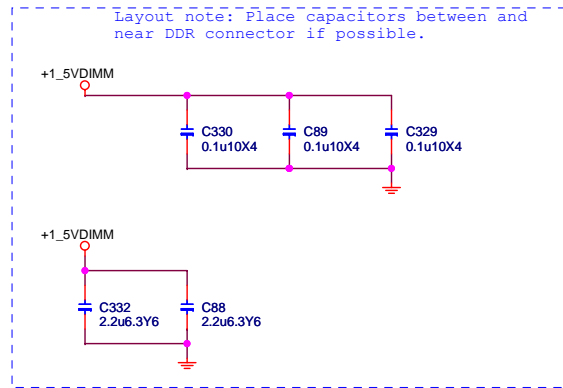 Layout note: Place capacitors between and
near DDR connector if possible.
+1_5VDIMM
C330
0.1u10X4
C89
0.1u10X4
C329
0.1u10X4
+1_5VDIMM
C332
2.2u6.3Y6
C88
2.2u6.3Y6